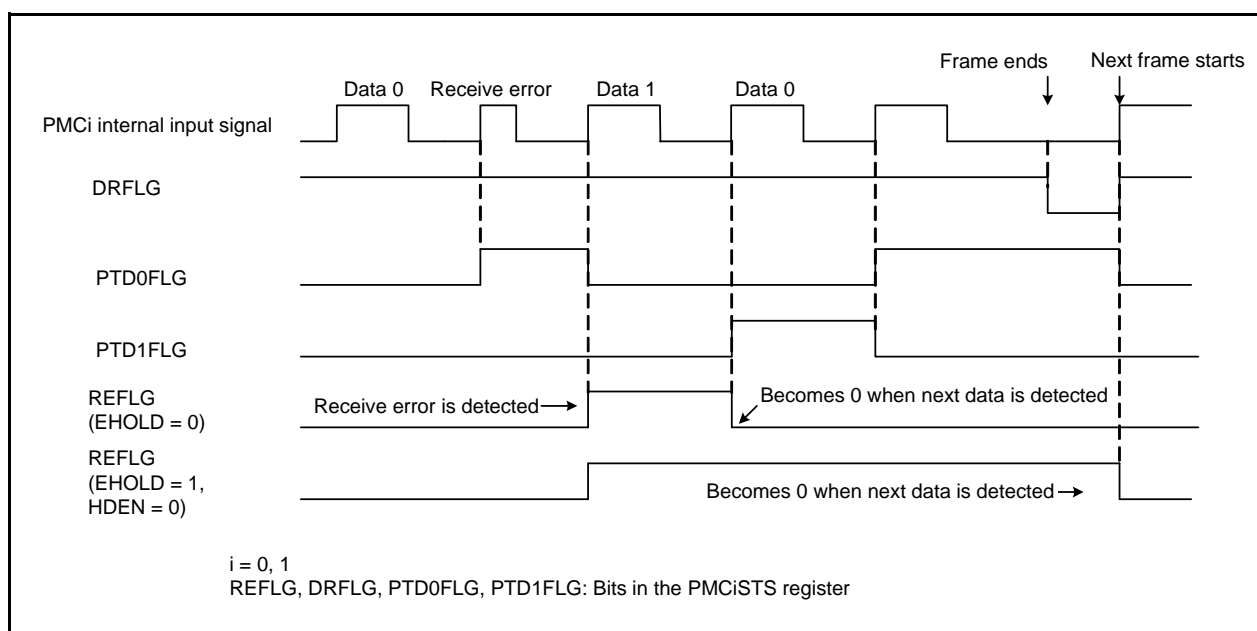 Frame ends
Next frame starts
Data 0
Receive error
Data 1
Data 0
PMCi internal input signal
DRFLG
PTD0FLG
PTD1FLG
REFLG
(EHOLD = 0)
Receive error is detected
Becomes 0 when next data is detected
REFLG
(EHOLD = 1,
HDEN = 0)
Becomes 0 when next data is detected
i = 0, 1
REFLG, DRFLG, PTD0FLG, PTD1FLG: Bits in the PMCiSTS register